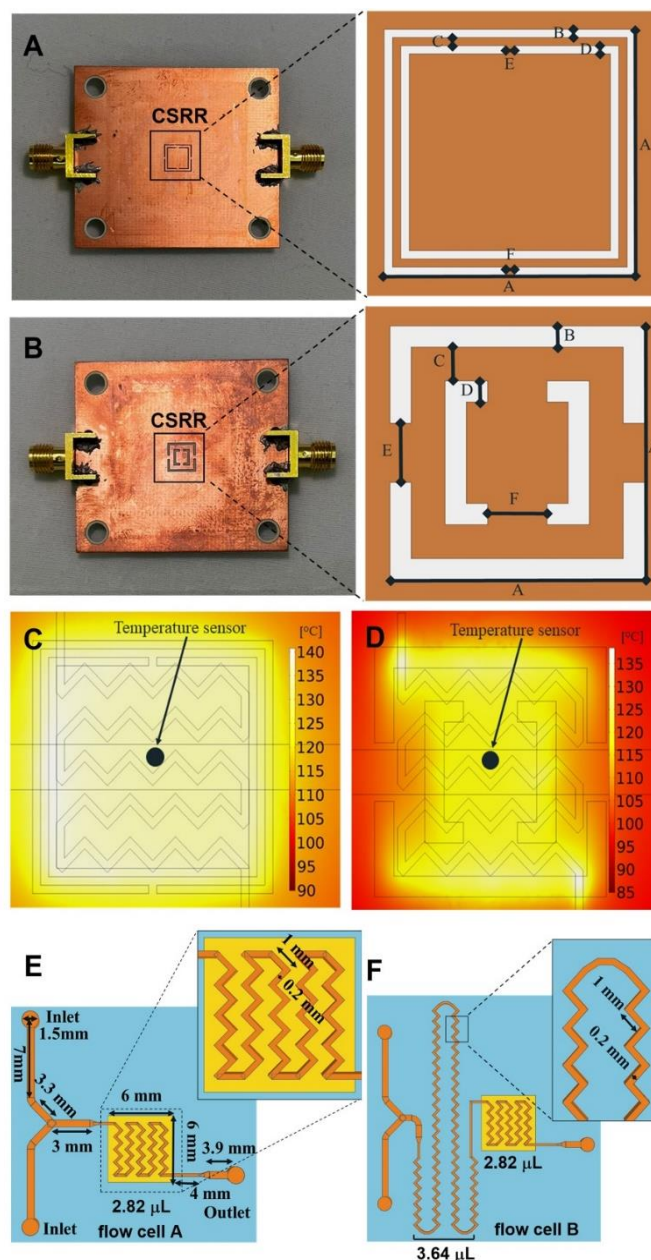 A
CSRR
B
C
D
E
A
F
A
B
CSRR
B
C
D
E
F
A
C
Temperature sensor
[°C]
140
135
130
125
120
115
110
105
100
95
90
D
Temperature sensor
[°C]
135
130
125
120
115
110
105
100
95
90
85
E
1 mm
0.2 mm
Inlet
1.5mm
7mm
3.3 mm
3 mm
6 mm
6 mm
3.9 mm
4 mm
2.82 µL
Outlet
Inlet
flow cell A
F
1 mm
0.2 mm
2.82 µL
flow cell B
3.64 µL